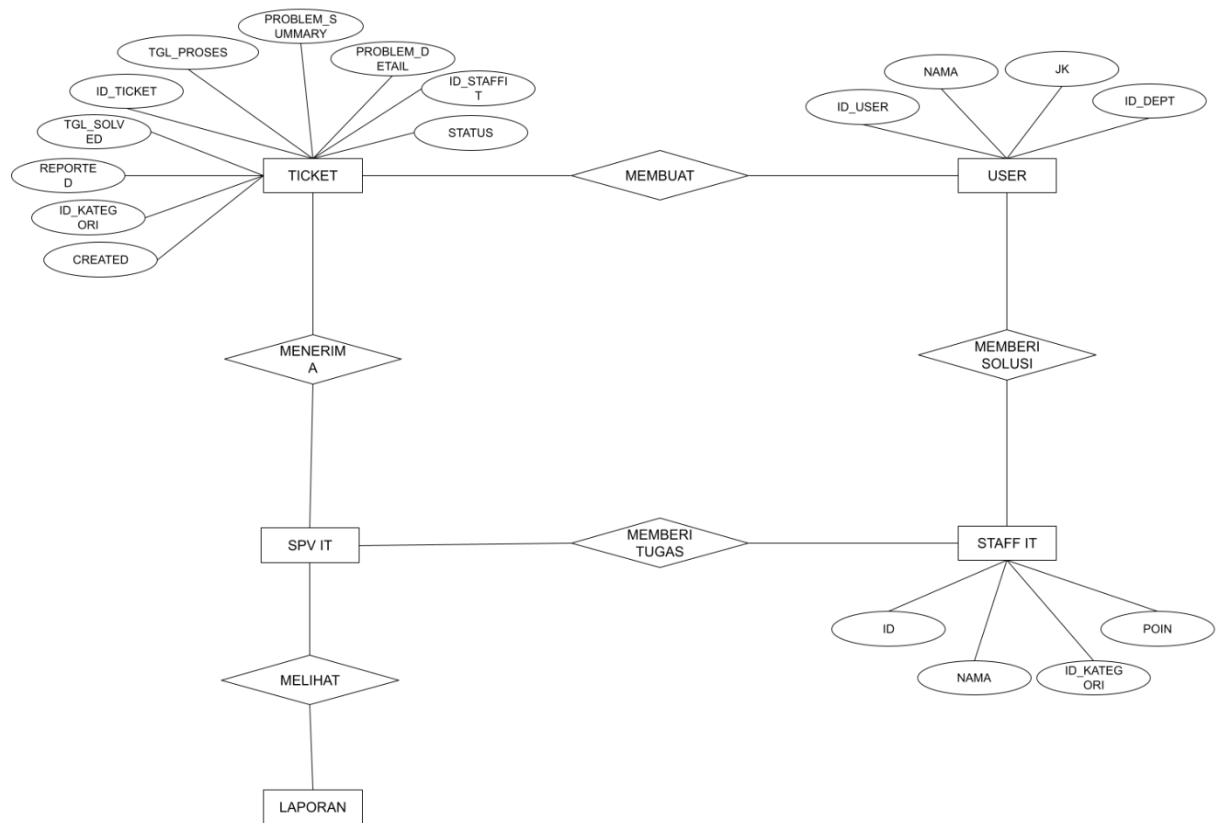 PROBLEM_S
UMMARY
TGL_PROSES
PROBLEM_D
ETAIL
ID_TICKET
ID_STAFFI
T
TGL_SOLV
ED
STATUS
REPORTE
D
TICKET
ID_KATEG
ORI
CREATED
MEMBUAT
NAMA
JK
ID_USER
ID_DEPT
USER
MENERIM
A
MEMBERI
SOLUSI
SPV IT
MEMBERI
TUGAS
STAFF IT
ID
POIN
NAMA
ID_KATEG
ORI
MELIHAT
LAPORAN